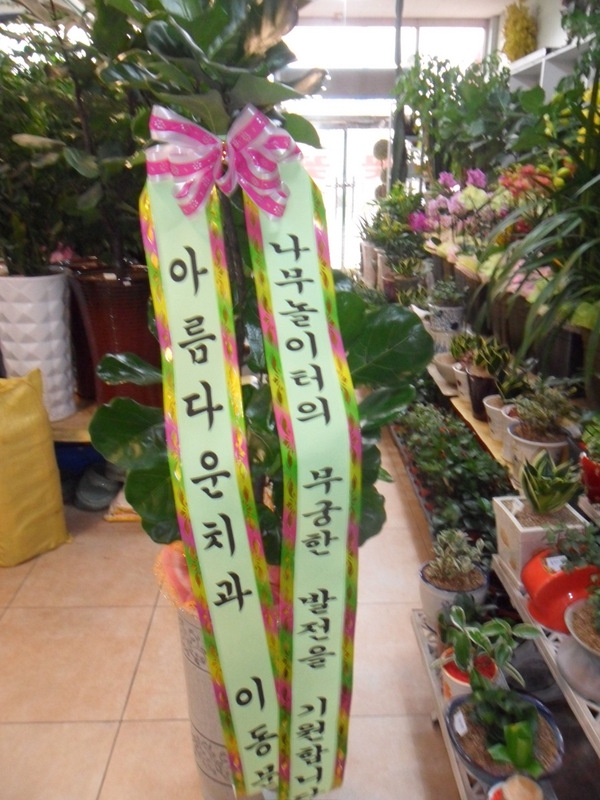 아름다운치과 이동
나무놀이터의 무궁한 발전을 기원합니다